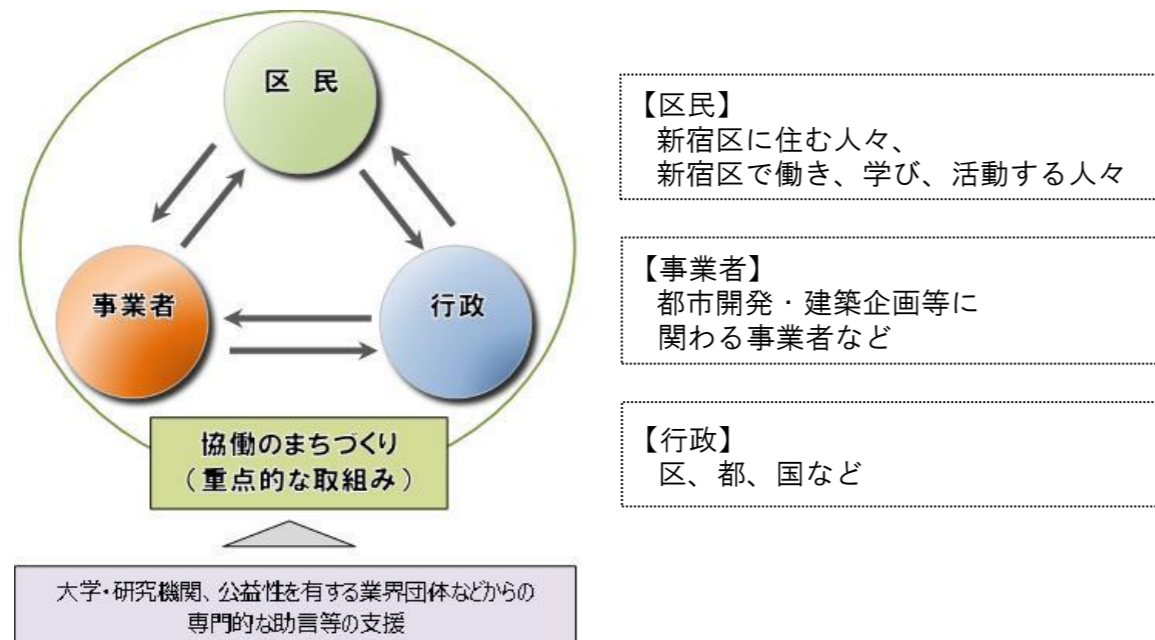 区 民
事業者
行政
協働のまちづくり
(重点的な取組み)
大学・研究機関、公益性を有する業界団体などからの
専門的な助言等の支援
【区民】
新宿区に住む人々、
新宿区で働き、学び、活動する人々
【事業者】
都市開発・建築企画等に
関わる事業者など
【行政】
区、都、国など